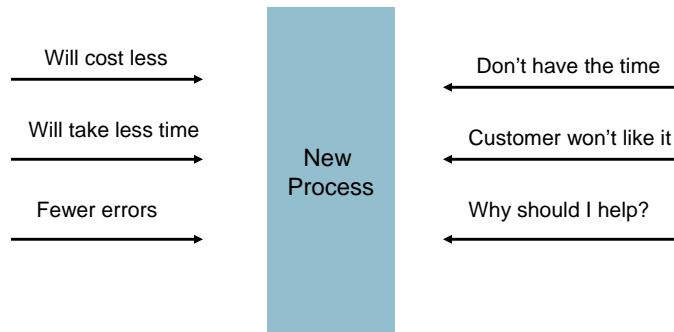 Will cost less
Will take less time
Fewer errors
New
Process
Don’t have the time
Customer won’t like it
Why should I help?